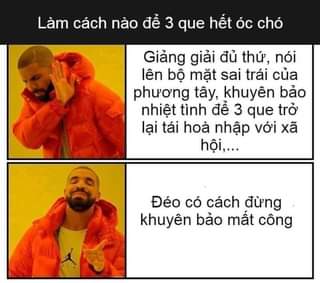 Làm cách nào để 3 que hết óc chó
Giảng giải đủ thứ, nói
lên bộ mặt sai trái của
phương tây, khuyên bảo
nhiệt tình để 3 que trở
lại tái hoà nhập với xã
hội,...
Đéo có cách đừng
khuyên bảo mất công